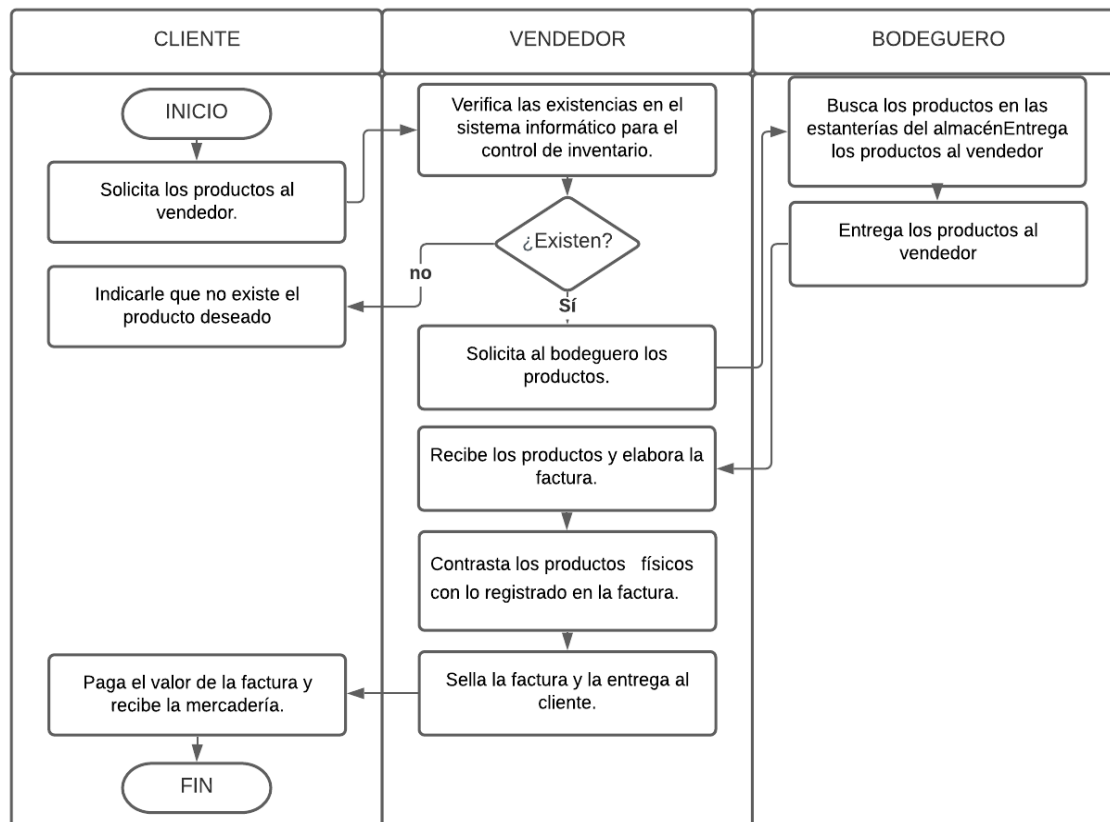 CLIENTE
VENDEDOR
BODEGUERO
INICIO
Solicita los productos al
vendedor.
Verifica las existencias en el
sistema informático para el
control de inventario.
¿Existen?
no
Indicarle que no existe el
producto deseado
Sí
Solicita al bodeguero los
productos.
Busca los productos en las
estanterías del almacénEntrega
los productos al vendedor
Entrega los productos al
vendedor
Recibe los productos y elabora la
factura.
Contrasta los productos físicos
con lo registrado en la factura.
Sella la factura y la entrega al
cliente.
Paga el valor de la factura y
recibe la mercadería.
FIN